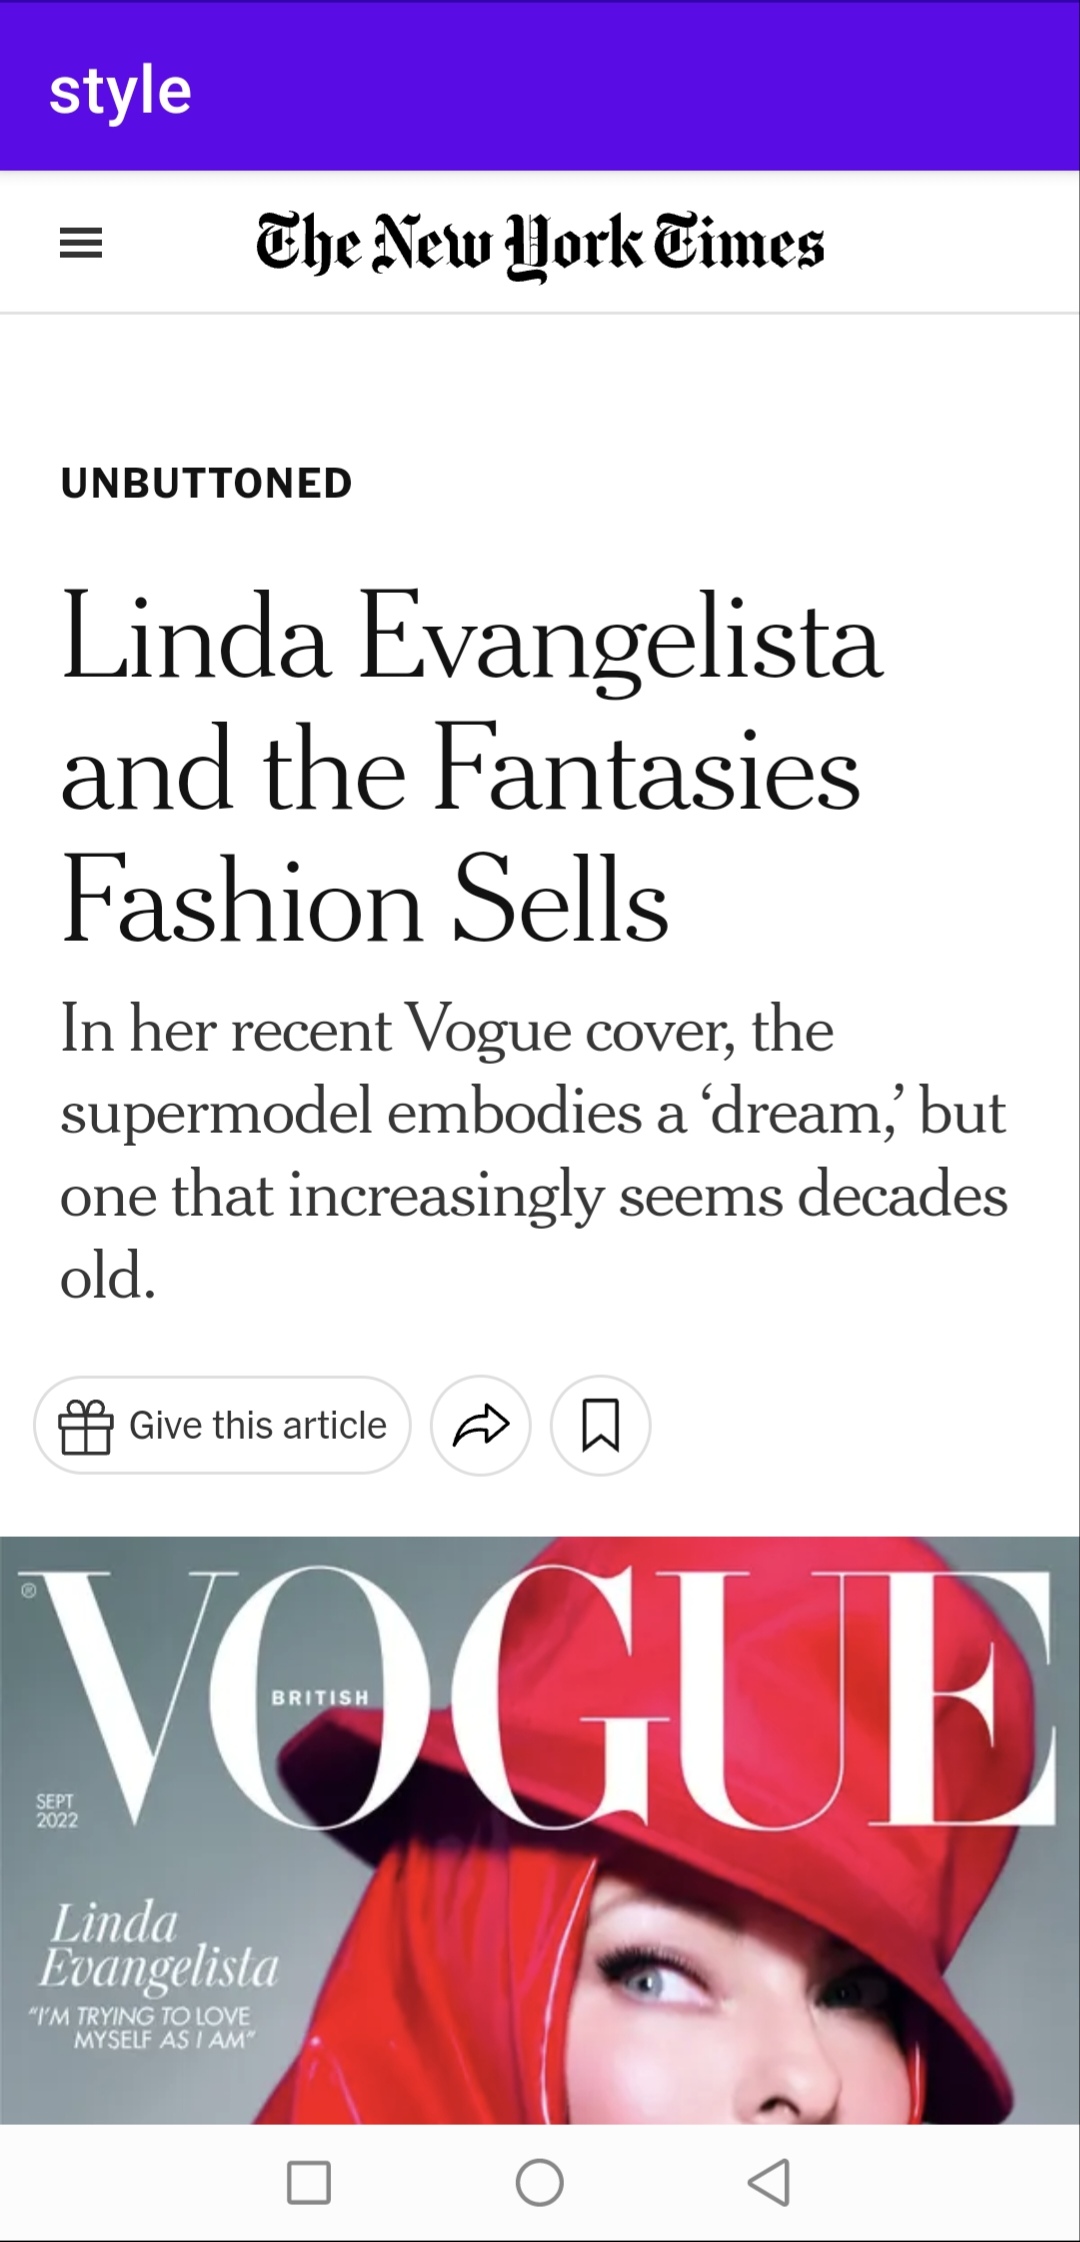 style
The New York Times
UNBUTTONED
Linda Evangelista
and the Fantasies
Fashion Sells
In her recent Vogue cover, the
supermodel embodies a ‘dream,’ but
one that increasingly seems decades
old.
Give this article
® VOGUE
BRITISH
SEPT
2022
Linda
Evangelista
“I’M TRYING TO LOVE
MYSELF AS I AM”